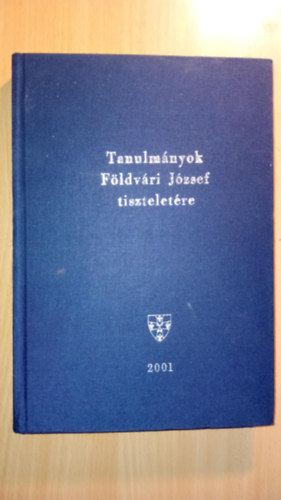 Tanulmányok
Földvári József
tiszteletére
2001